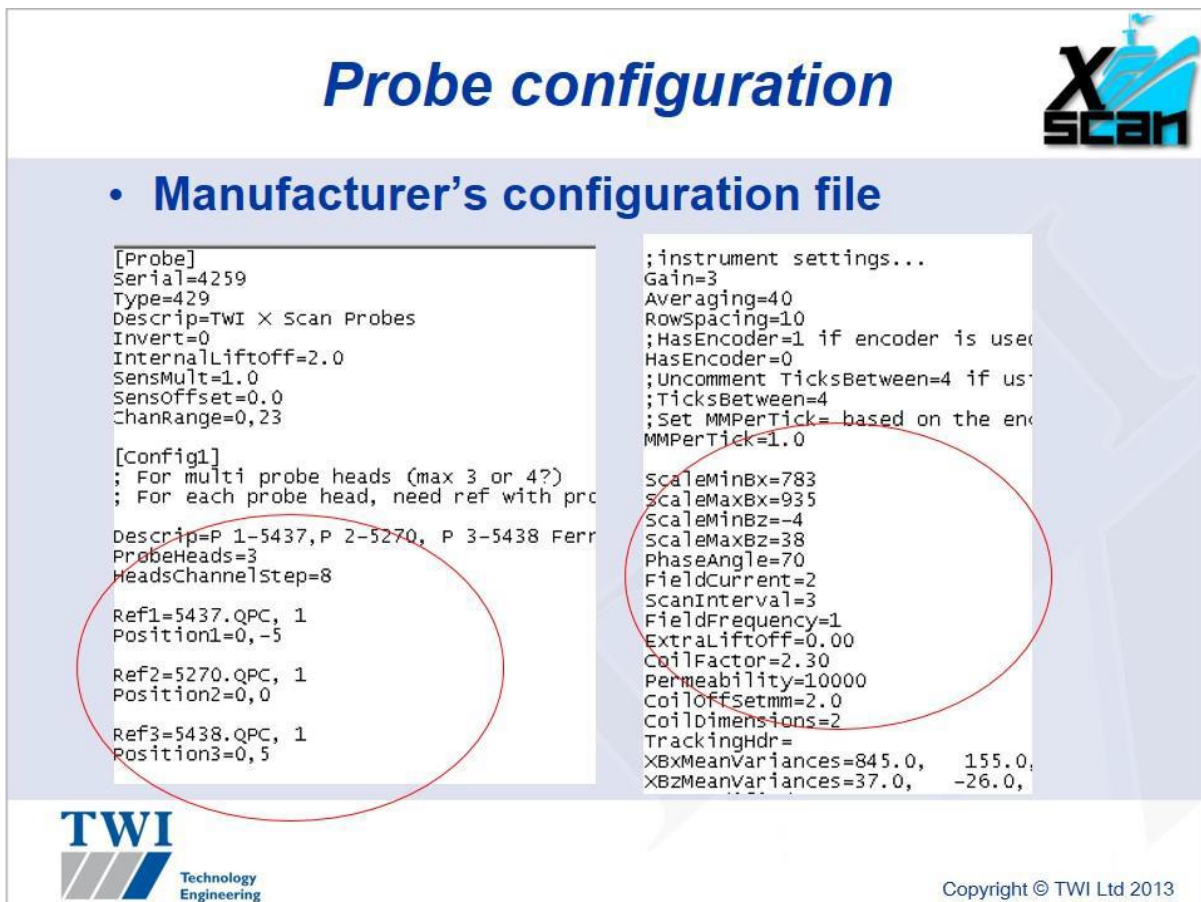 Probe configuration
X
scan
• Manufacturer's configuration file
[Probe]
Serial=4259
Type=429
Descrip=TWI X Scan Probes
Invert=0
InternalLiftOff=2.0
SensMult=1.0
SensOffset=0.0
ChanRange=0,23
[Config1]
; For multi probe heads (max 3 or 4?)
; For each probe head, need ref with pro
Descrip=P 1-5437,P 2-5270, P 3-5438 Ferr
ProbeHeads=3
HeadsChannelStep=8
Ref1=5437.QPC, 1
Position1=0,-5
Ref2=5270.QPC, 1
Position2=0,0
Ref3=5438.QPC, 1
Position3=0,5
;instrument settings...
Gain=3
Averaging=40
RowSpacing=10
;HasEncoder=1 if encoder is used
HasEncoder=0
;Uncomment TicksBetween=4 if us
;TicksBetween=4
;Set MMPerTick= based on the enc
MMPerTick=1.0
ScaleMinBx=783
ScaleMaxBx=935
ScaleMinBz=-4
ScaleMaxBz=38
PhaseAngle=70
FieldCurrent=2
ScanInterval=3
FieldFrequency=1
ExtraLiftOff=0.00
CoilFactor=2.30
Permeability=10000
CoilOffSetmm=2.0
CoilDimensions=2
TrackingHdr=
XBxMeanVariances=845.0, 155.0,
XBzMeanVariances=37.0, -26.0,
TWI
Technology
Engineering
Copyright © TWI Ltd 2013